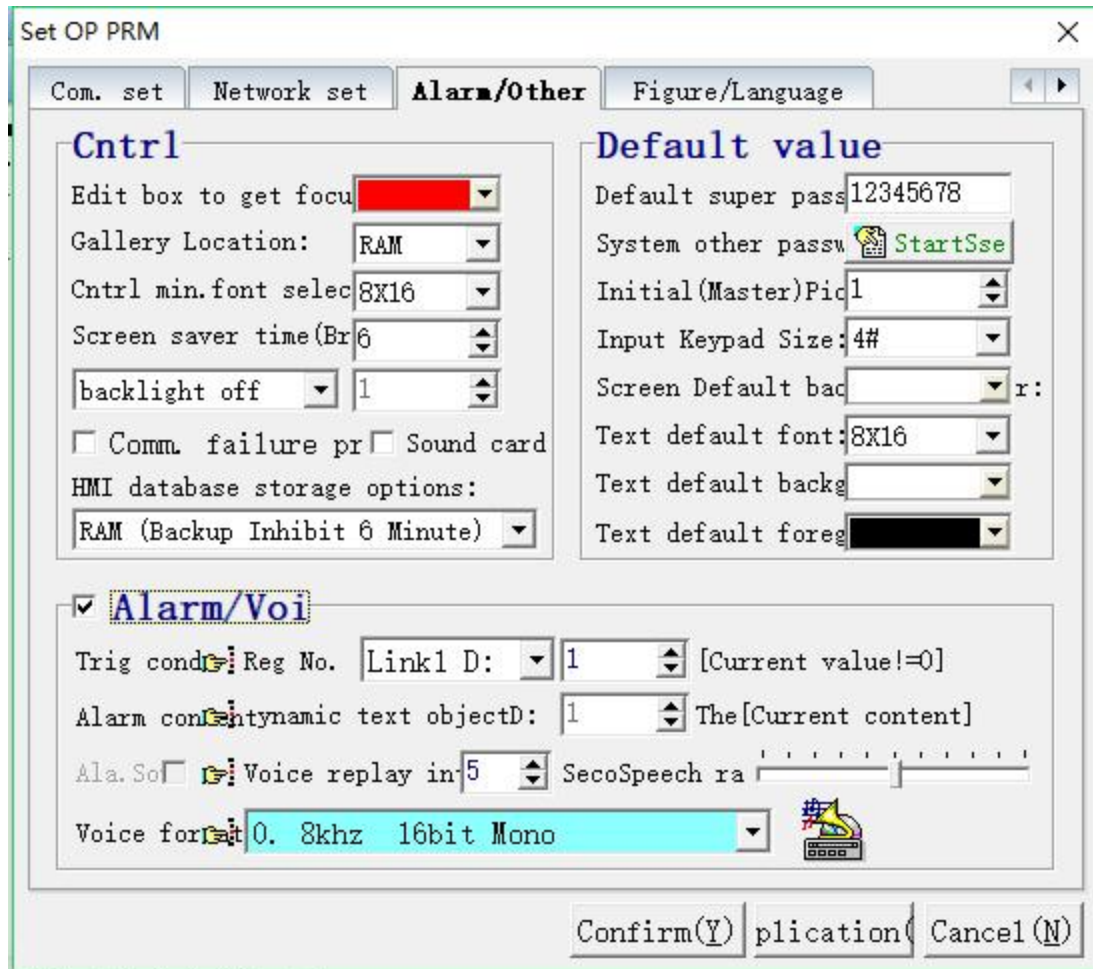 Set OP PRM
Com. set
Network set
Alarm/Other
Figure/Language
Cntrl
Edit box to get focu
Gallery Location:
RAM
Cntrl min.font selec
8X16
Screen saver time(Br
6
backlight off
1
Comm. failure pr
Sound card
HMI database storage options:
RAM (Backup Inhibit 6 Minute)
Default value
Default super pass
12345678
System other passw
StartSse
Initial(Master)Pic
1
Input Keypad Size:
4#
Screen Default bac
r:
Text default font:
8X16
Text default backg
Text default foreg
Alarm/Voi
Trig cond
Reg No.
Link1 D:
1
[Current value!=0]
Alarm con
ntynamic text objectD:
1
The[Current content]
Ala.So
Voice replay in
5
SecoSpeech ra
Voice for
at
0. 8khz 16bit Mono
Confirm(Y)
plication(
Cancel(N)